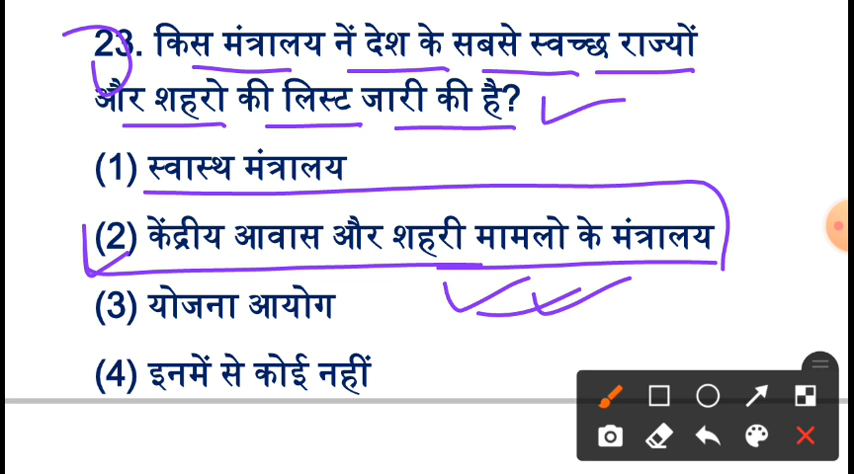 23. किस मंत्रालय नें देश के सबसे स्वच्छ राज्यों
और शहरो की लिस्ट जारी की है?
(1) स्वास्थ मंत्रालय
(2) केंद्रीय आवास और शहरी मामलो के मंत्रालय
(3) योजना आयोग
(4) इनमें से कोई नहीं